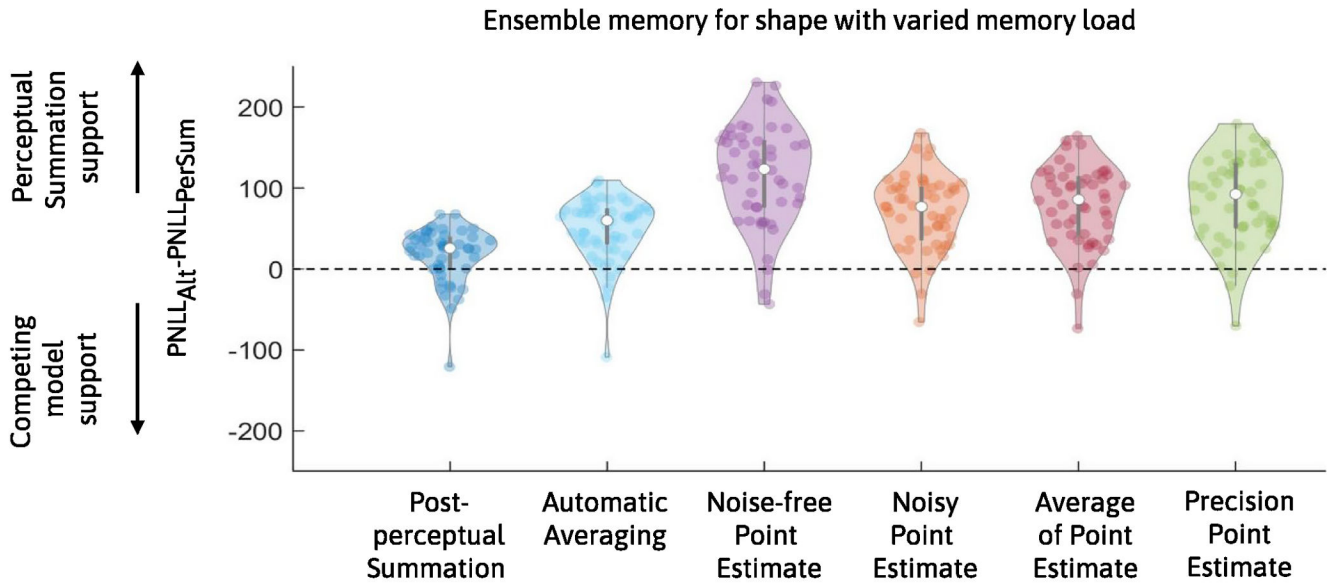 Ensemble memory for shape with varied memory load
Perceptual
Summation
support
Competing
model
support
PNLL_Alt-PNLL_PerSum
200
100
0
-100
-200
Post-
perceptual
Summation
Automatic
Averaging
Noise-free
Point
Estimate
Noisy
Point
Estimate
Average
of Point
Estimate
Precision
Point
Estimate